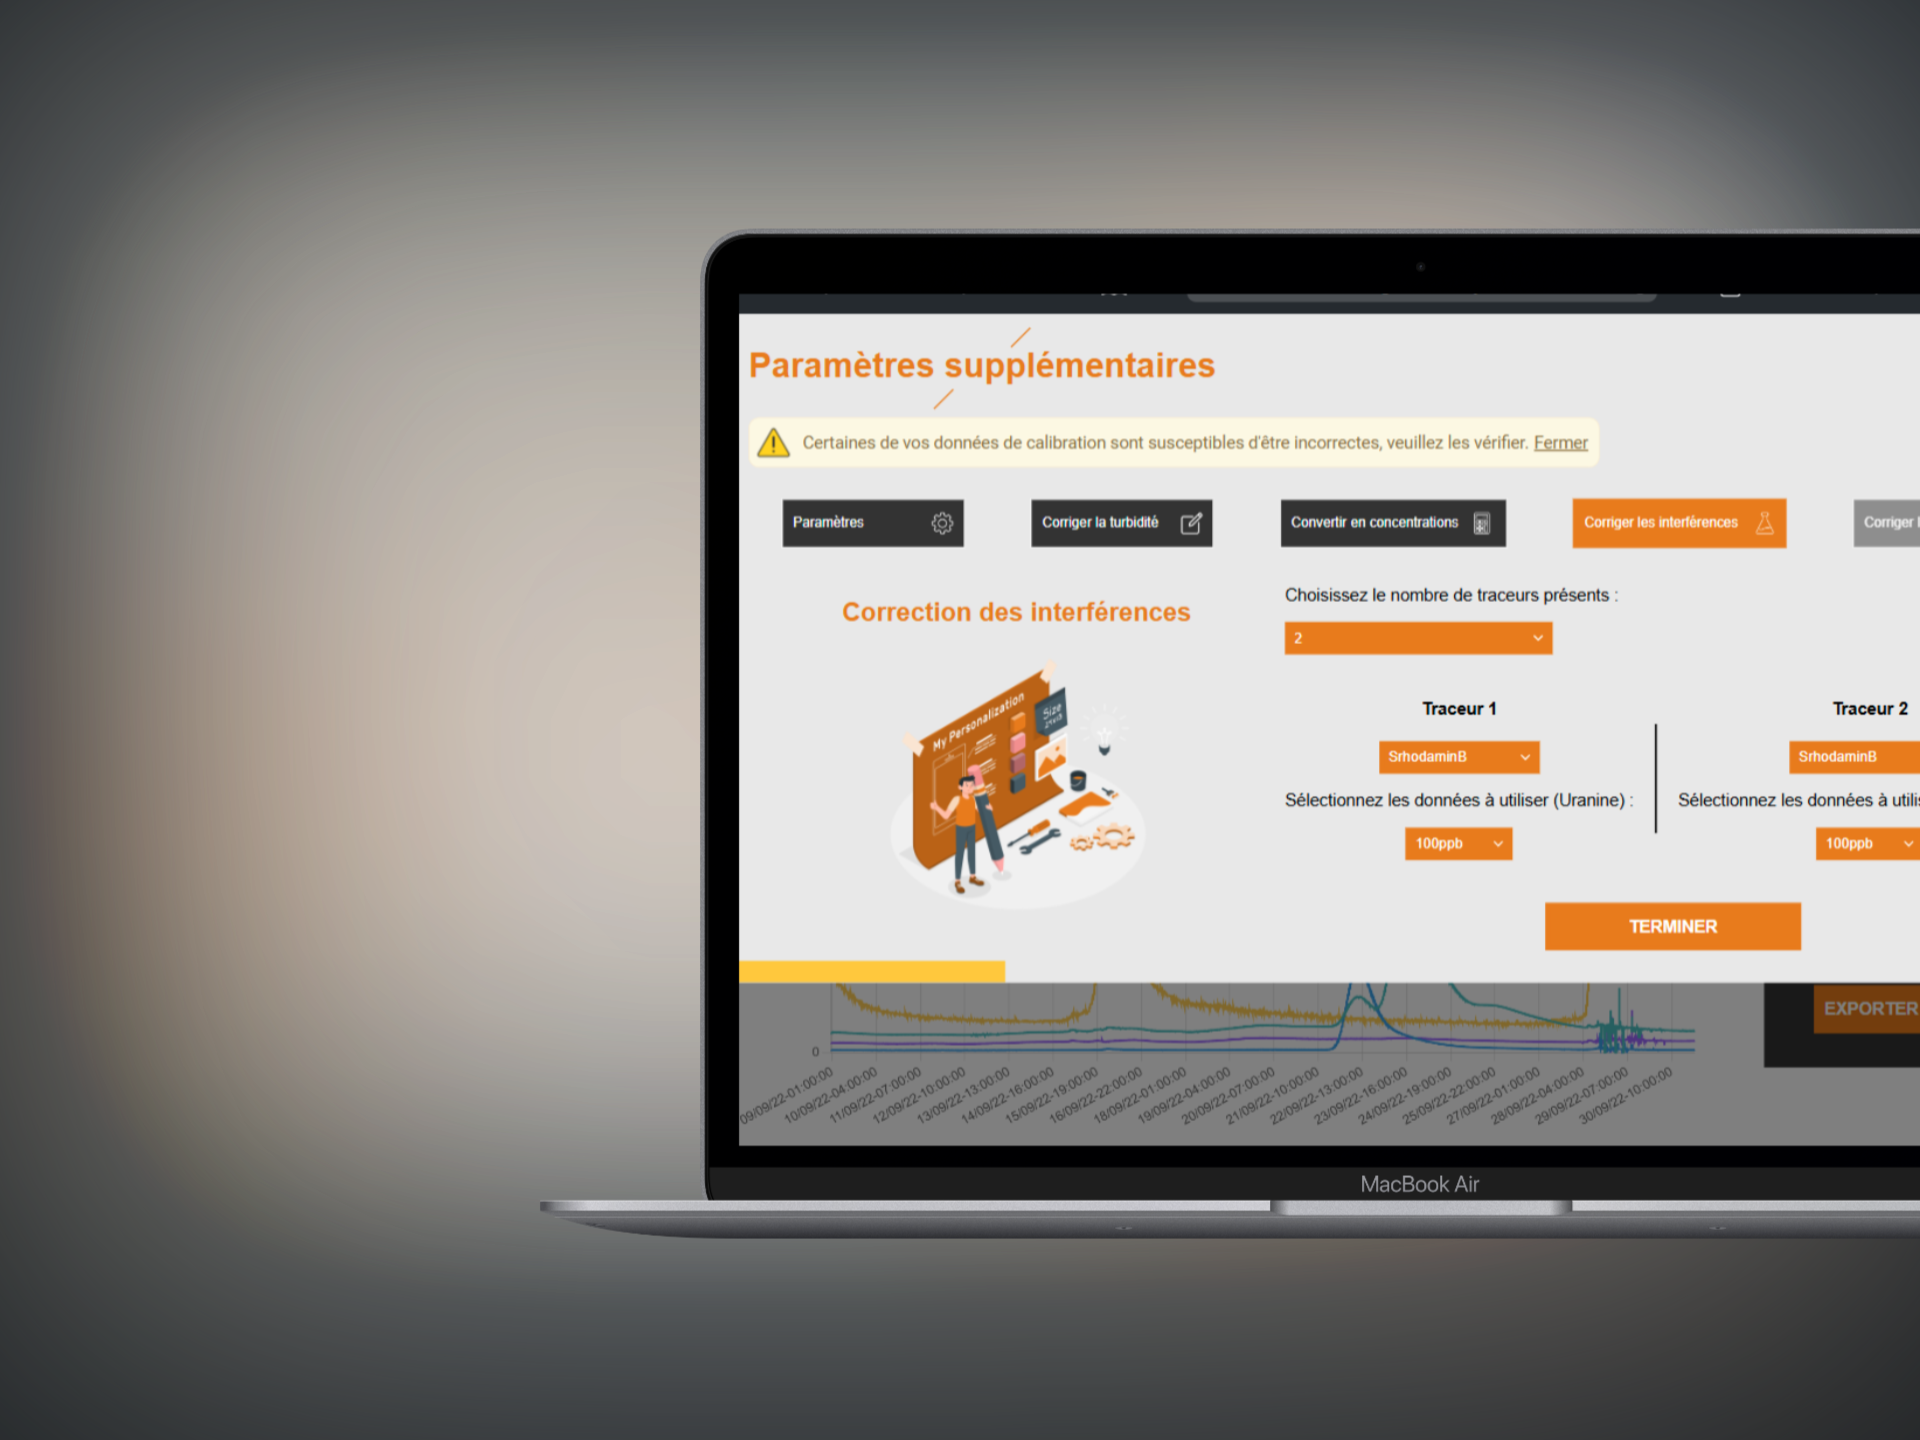 Paramètres supplémentaires
Certaines de vos données de calibration sont susceptibles d'être incorrectes, veuillez les vérifier. Fermer
Paramètres
Corriger la turbidité
Convertir en concentrations
Corriger les interférences
Corriger
Correction des interférences
Choisissez le nombre de traceurs présents :
2
My Personalization
Size
Traceur 1
Traceur 2
SrhodaminB
SrhodaminB
Sélectionnez les données à utiliser (Uranine) :
Sélectionnez les données à utilis
100ppb
100ppb
TERMINER
EXPORTER
0
09/09/22-01:00:00
10/09/22-04:00:00
11/09/22-07:00:00
12/09/22-10:00:00
13/09/22-13:00:00
14/09/22-16:00:00
15/09/22-19:00:00
16/09/22-22:00:00
18/09/22-01:00:00
19/09/22-04:00:00
20/09/22-07:00:00
21/09/22-10:00:00
22/09/22-13:00:00
23/09/22-16:00:00
24/09/22-19:00:00
25/09/22-22:00:00
27/09/22-01:00:00
28/09/22-04:00:00
29/09/22-07:00:00
30/09/22-10:00:00
MacBook Air